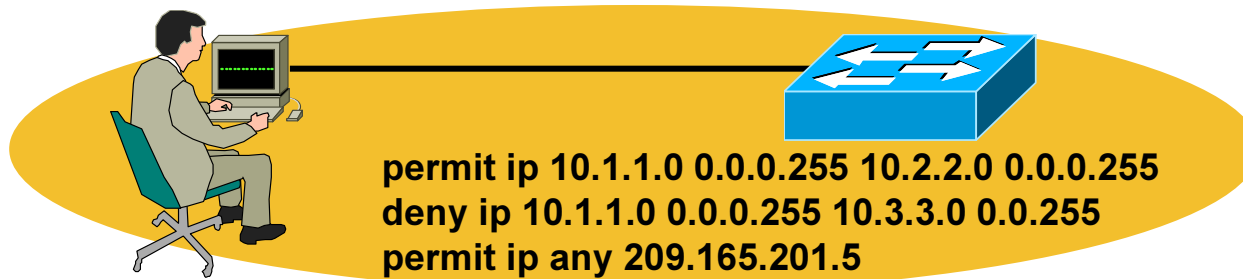 permit ip 10.1.1.0 0.0.0.255 10.2.2.0 0.0.0.255
deny ip 10.1.1.0 0.0.0.255 10.3.3.0 0.0.255
permit ip any 209.165.201.5